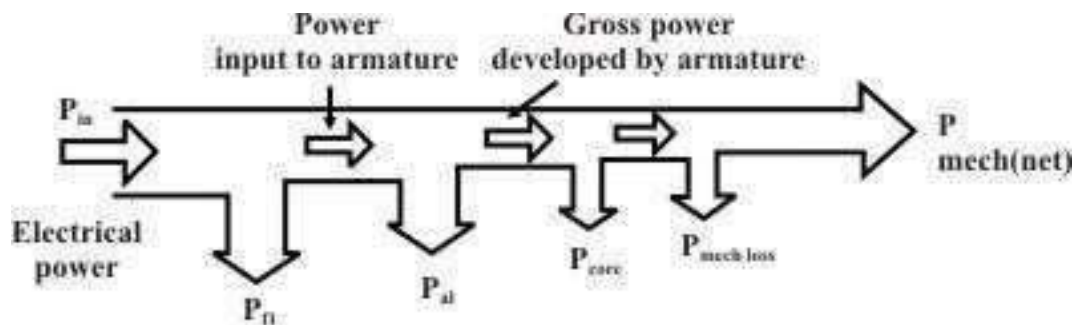 Power
input to armature
Gross power
developed by armature
P in
P
mech(net)
Electrical
power
P fl
P al
P core
P mech loss